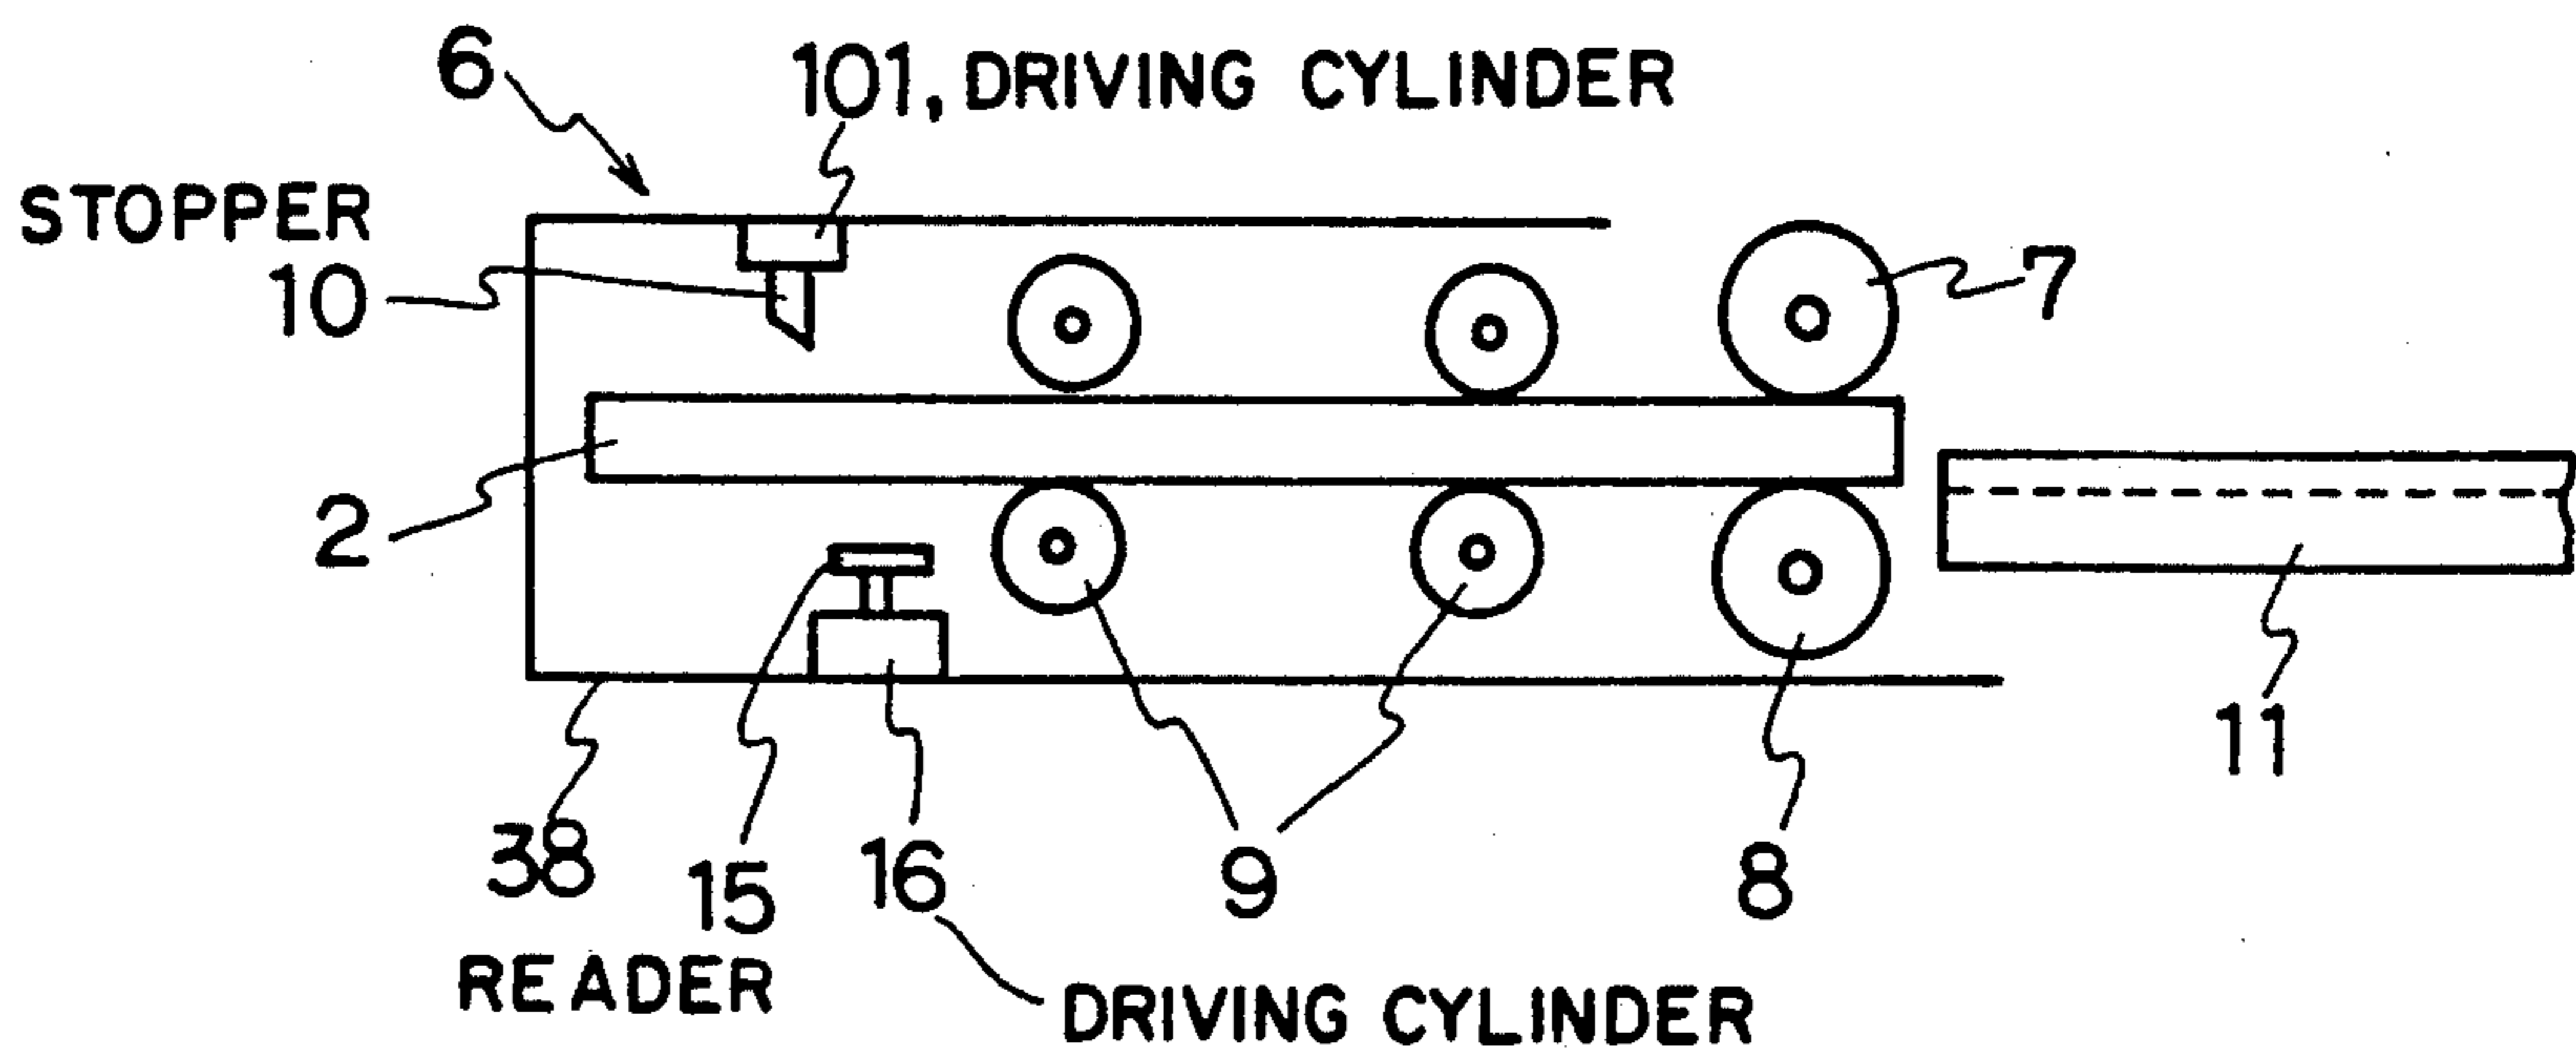 6
101, DRIVING CYLINDER
STOPPER
10
7
2
11
38
15
16
9
8
READER
DRIVING CYLINDER